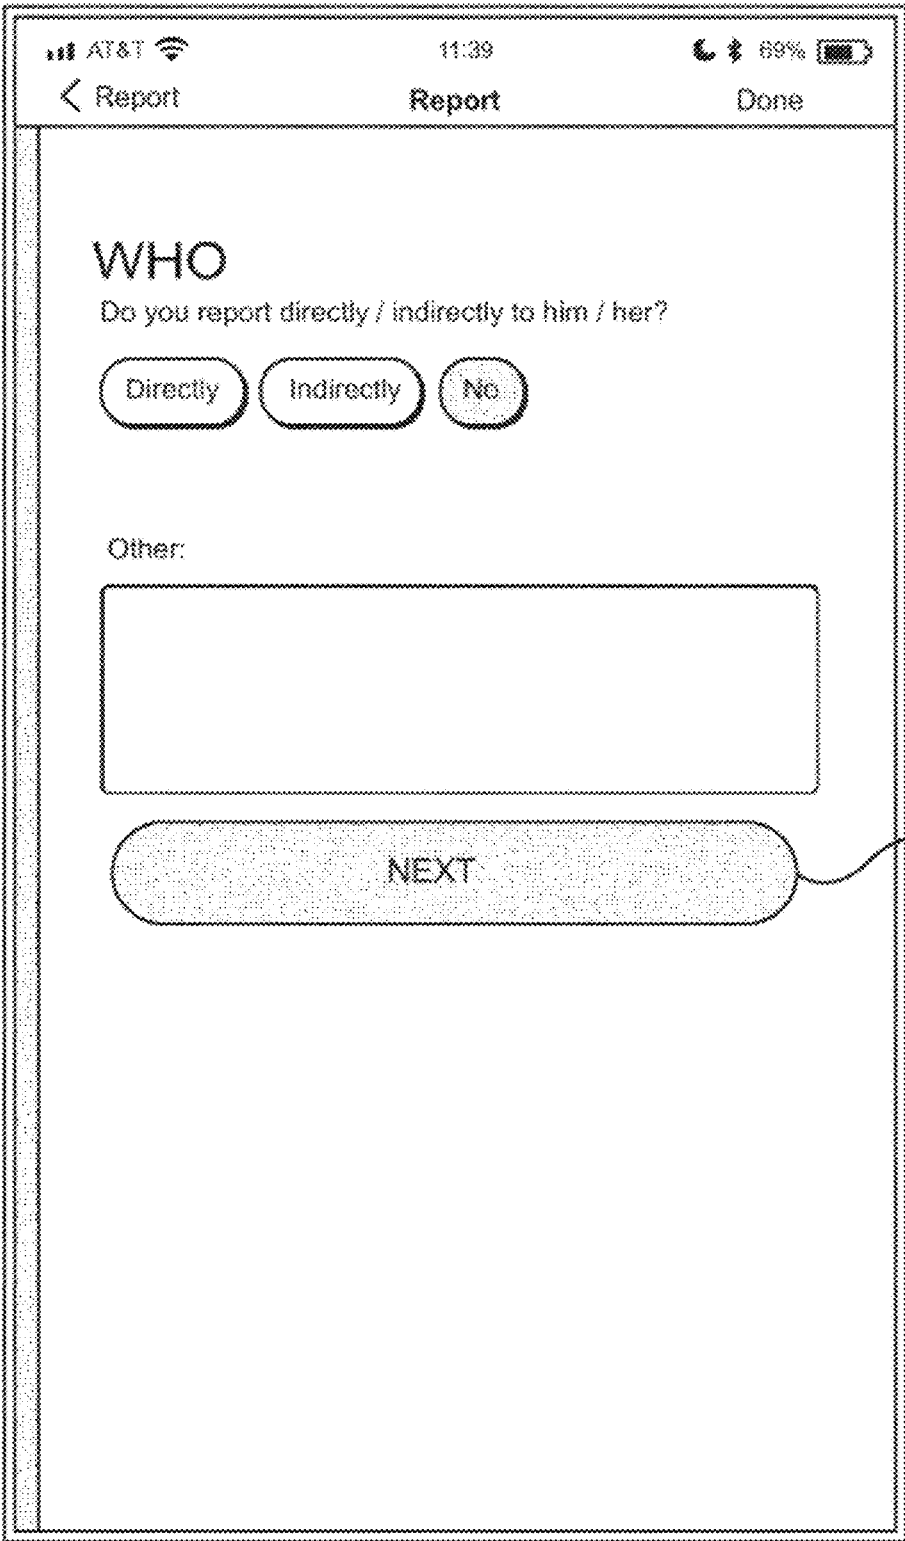 AT&T 11:39 69%
Report Report Done
WHO
Do you report directly / indirectly to him / her?
Directly Indirectly No
Other:
NEXT